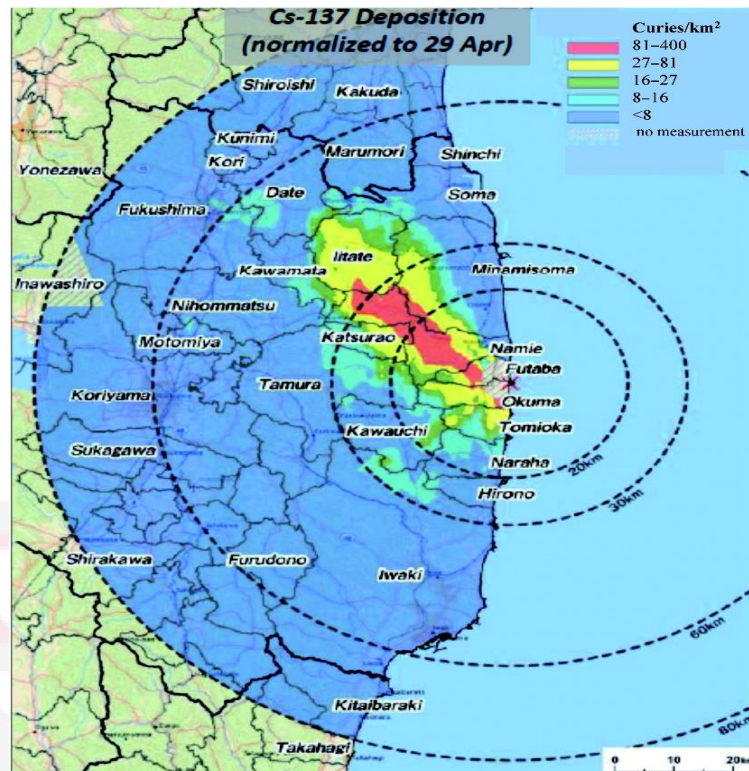 Cs-137 Deposition
(normalized to 29 Apr)
Curies/km²
81–400
27–81
16–27
8–16
<8
no measurement
Shiroishi
Kakuda
Kunimi
Kori
Marumori
Shinchi
Yonezawa
Date
Soma
Fukushima
Iitate
Kawamata
Minamisoma
Inawashiro
Nihommatsu
Motomiya
Katsurao
Namie
Futaba
Koriyama
Tamura
Okuma
Kawauchi
Tomioka
Sukagawa
Naraha
20km
Hirono
30km
Shirakawa
Furudono
Iwaki
60km
Kitaibaraki
80km
Takahagi
0 10